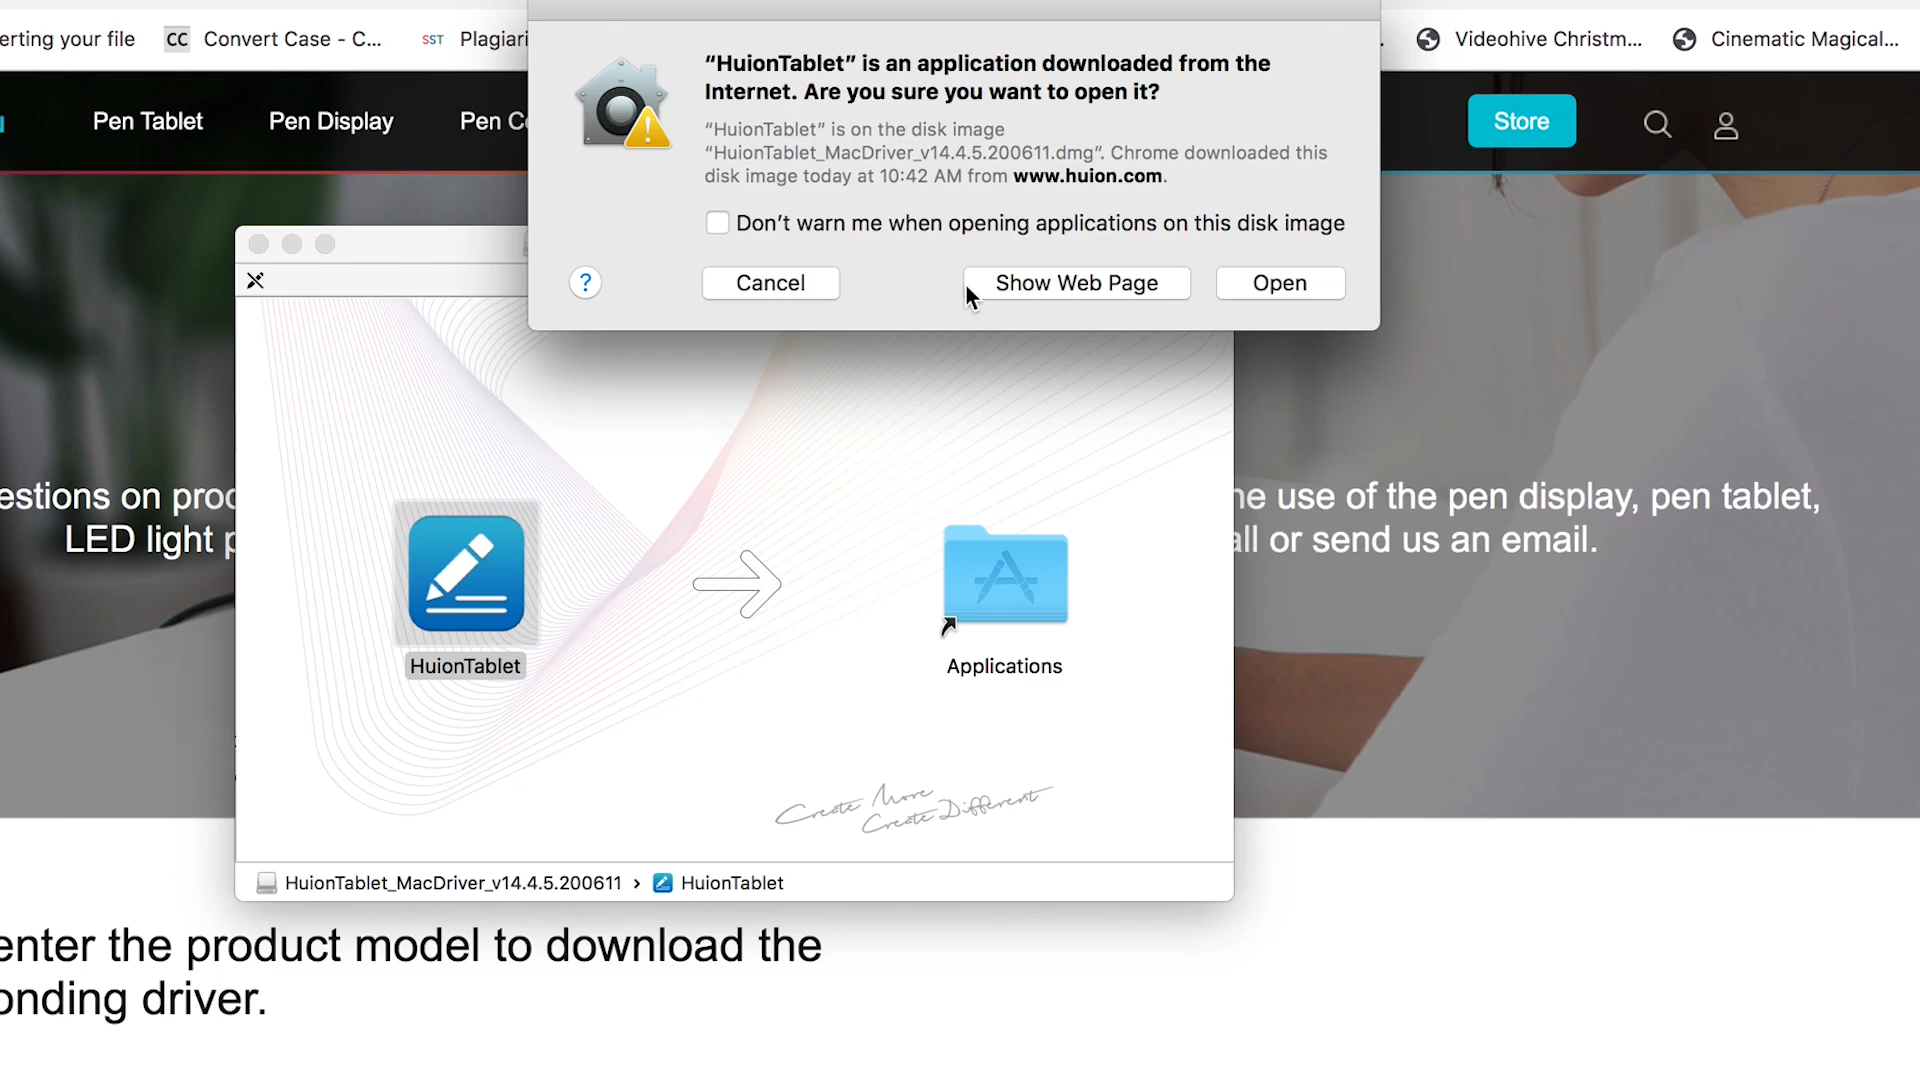 erting your file
CC Convert Case - C...
SST Plagiari
Videohive Christm...
Cinematic Magical...
Pen Tablet
Pen Display
Pen Co
Store
“HuionTablet” is an application downloaded from the
Internet. Are you sure you want to open it?
“HuionTablet” is on the disk image
“HuionTablet_MacDriver_v14.4.5.200611.dmg”. Chrome downloaded this
disk image today at 10:42 AM from www.huion.com.
Don’t warn me when opening applications on this disk image
?
Cancel
Show Web Page
Open
estions on prod
he use of the pen display, pen tablet,
LED light p
all or send us an email.
HuionTablet
Applications
Create More
Create Different
HuionTablet_MacDriver_v14.4.5.200611 › HuionTablet
enter the product model to download the
onding driver.